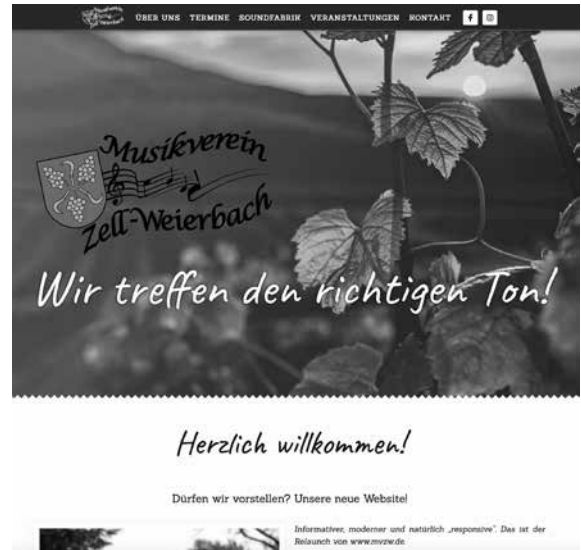 ÜBER UNS TERMINE SOUNDFABRIK VERANSTALTUNGEN KONTAKT f
Musikverein
Zell-Weierbach
Wir treffen den richtigen Ton!
Herzlich willkommen!
Dürfen wir vorstellen? Unsere neue Website!
Informativer, moderner und natürlich „responsive“. Das ist der
Relaunch von www.mvzw.de.